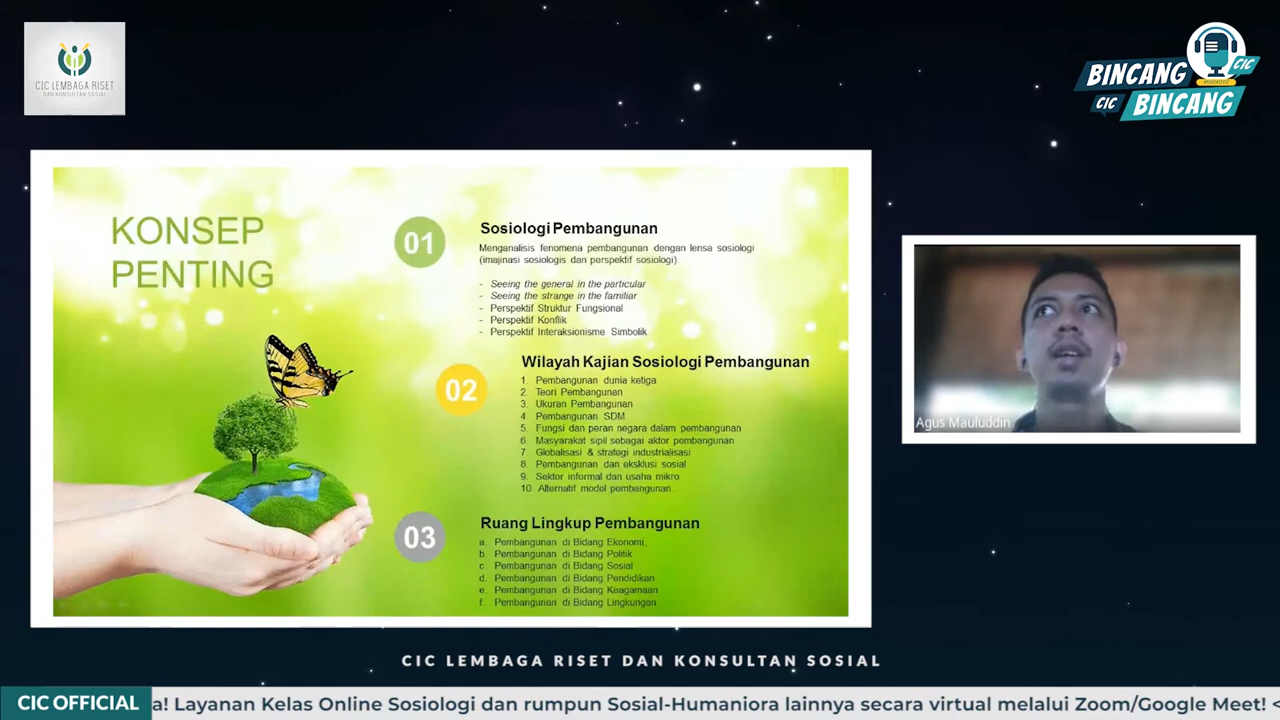 CIC LEMBAGA RISET
DAN KONSULTAN SOSIAL
BINCANG
CIC
CIC
BINCANG
KONSEP
PENTING
01
Sosiologi Pembangunan
Menganalisis fenomena pembangunan dengan lensa sosiologi
(imajinasi sosiologis dan perspektif sosiologi).
- Seeing the general in the particular
- Seeing the strange in the familiar
- Perspektif Struktur Fungsional
- Perspektif Konflik
- Perspektif Interaksionisme Simbolik
02
Wilayah Kajian Sosiologi Pembangunan
1. Pembangunan dunia ketiga
2. Teori Pembangunan
3. Ukuran Pembangunan
4. Pembangunan SDM
5. Fungsi dan peran negara dalam pembangunan
6. Masyarakat sipil sebagai aktor pembangunan
7. Globalisasi & strategi industrialisasi
8. Pembangunan dan eksklusi sosial
9. Sektor informal dan usaha mikro
10. Alternatif model pembangunan.
03
Ruang Lingkup Pembangunan
a. Pembangunan di Bidang Ekonomi,
b. Pembangunan di Bidang Politik
c. Pembangunan di Bidang Sosial
d. Pembangunan di Bidang Pendidikan
e. Pembangunan di Bidang Keagamaan
f. Pembangunan di Bidang Lingkungan
Agus Mauluddin
CIC LEMBAGA RISET DAN KONSULTAN SOSIAL
CIC OFFICIAL
a! Layanan Kelas Online Sosiologi dan rumpun Sosial-Humaniora lainnya secara virtual melalui Zoom/Google Meet! <